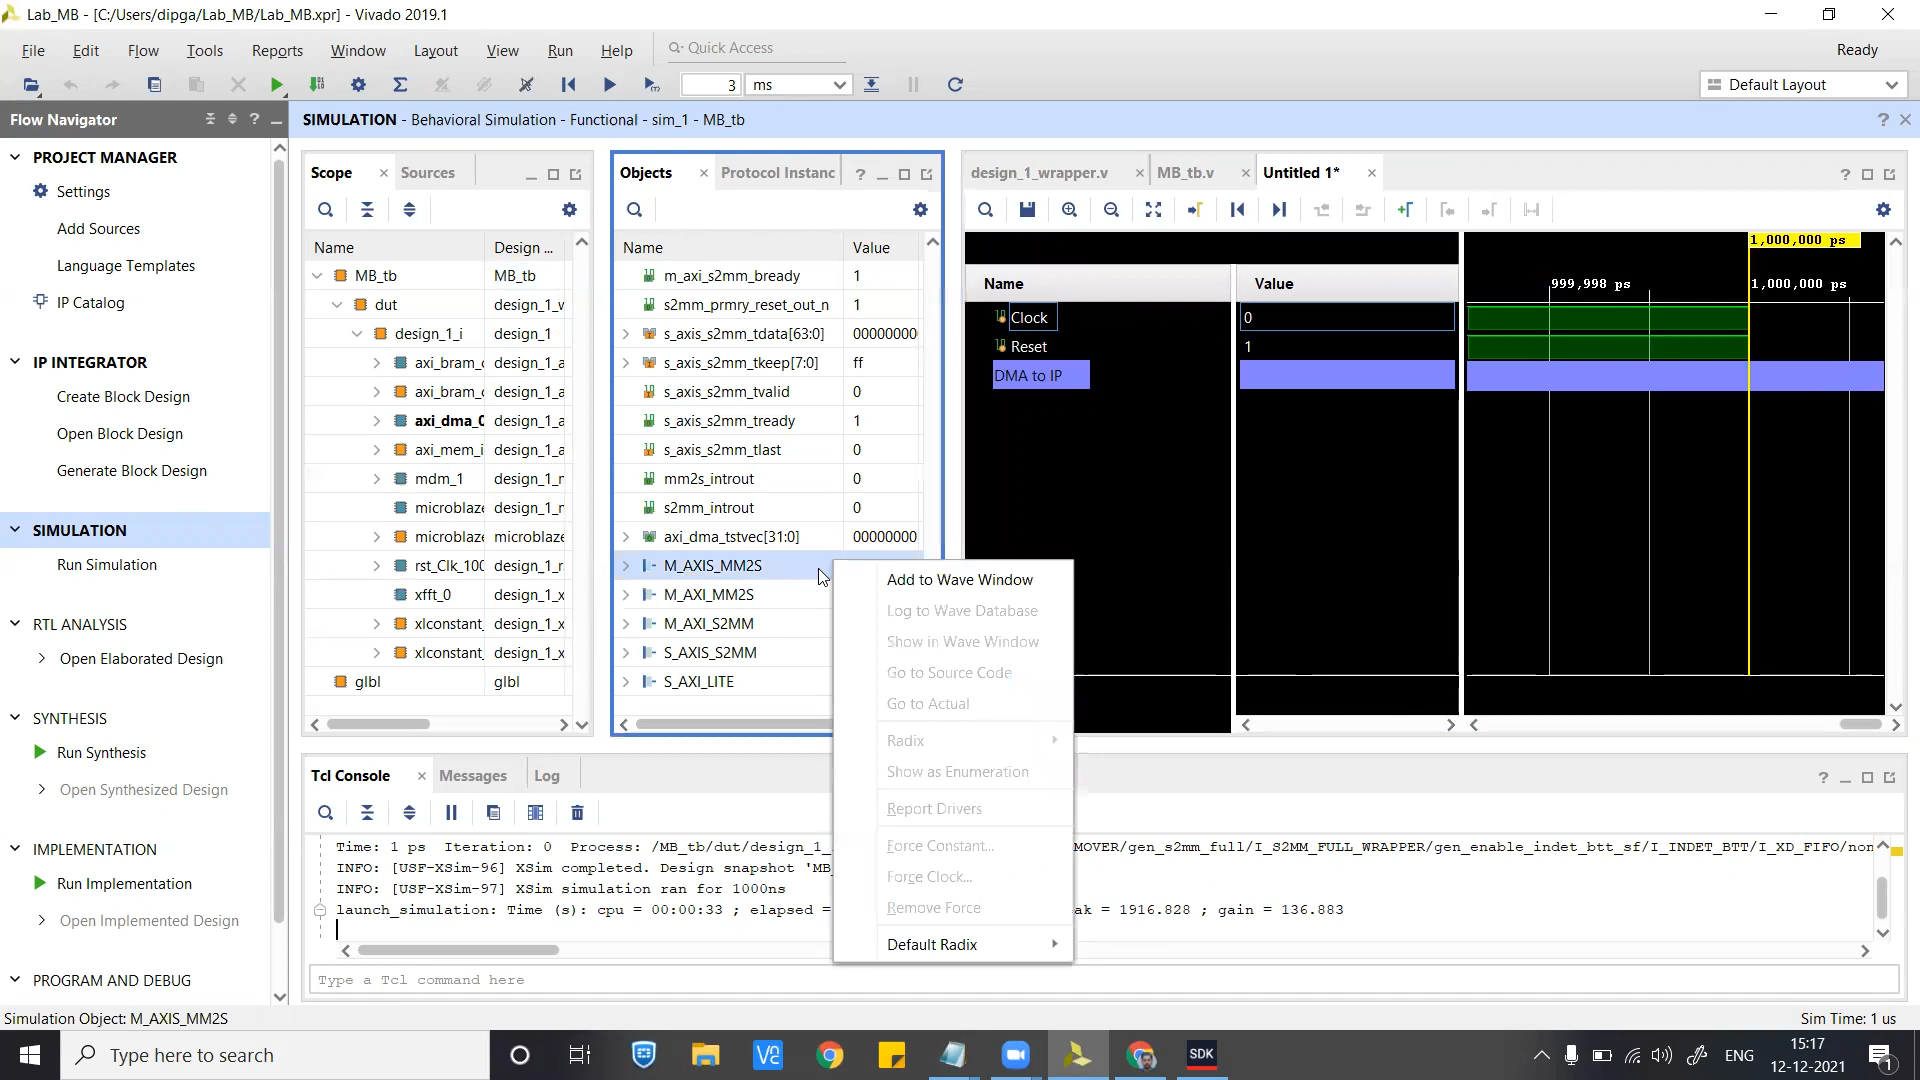 Lab_MB - [C:/Users/dipga/Lab_MB/Lab_MB.xpr] - Vivado 2019.1
File Edit Flow Tools Reports Window Layout View Run Help Quick Access Ready
3 ms Default Layout
Flow Navigator
SIMULATION - Behavioral Simulation - Functional - sim_1 - MB_tb
PROJECT MANAGER
Settings
Add Sources
Language Templates
IP Catalog
IP INTEGRATOR
Create Block Design
Open Block Design
Generate Block Design
SIMULATION
Run Simulation
RTL ANALYSIS
Open Elaborated Design
SYNTHESIS
Run Synthesis
Open Synthesized Design
IMPLEMENTATION
Run Implementation
Open Implemented Design
PROGRAM AND DEBUG
Scope Sources
Name Design ...
MB_tb MB_tb
dut design_1_w
design_1_i design_1
axi_bram_c design_1_a
axi_bram_c design_1_a
axi_dma_0 design_1_a
axi_mem_i design_1_a
mdm_1 design_1_r
microblaze design_1_r
microblaze microblaze
rst_Clk_100 design_1_r
xfft_0 design_1_x
xlconstant_ design_1_x
xlconstant_ design_1_x
glbl glbl
Objects Protocol Instanc
Name Value
m_axi_s2mm_bready 1
s2mm_prmry_reset_out_n 1
s_axis_s2mm_tdata[63:0] 00000000
s_axis_s2mm_tkeep[7:0] ff
s_axis_s2mm_tvalid 0
s_axis_s2mm_tready 1
s_axis_s2mm_tlast 0
mm2s_introut 0
s2mm_introut 0
axi_dma_tstvec[31:0] 00000000
M_AXIS_MM2S
M_AXI_MM2S
M_AXI_S2MM
S_AXIS_S2MM
S_AXI_LITE
Add to Wave Window
Log to Wave Database
Show in Wave Window
Go to Source Code
Go to Actual
Radix
Show as Enumeration
Report Drivers
Force Constant...
Force Clock...
Remove Force
Default Radix
design_1_wrapper.v MB_tb.v Untitled 1*
1,000,000 ps
Name Value 999,998 ps 1,000,000 ps
Clock 0
Reset 1
DMA to IP
Tcl Console Messages Log
Time: 1 ps Iteration: 0 Process: /MB_tb/dut/design_1_ MOVER/gen_s2mm_full/I_S2MM_FULL_WRAPPER/gen_enable_indet_btt_sf/I_INDET_BTT/I_XD_FIFO/non
INFO: [USF-XSim-96] XSim completed. Design snapshot 'MB_
INFO: [USF-XSim-97] XSim simulation ran for 1000ns
launch_simulation: Time (s): cpu = 00:00:33 ; elapsed = ak = 1916.828 ; gain = 136.883
Type a Tcl command here
Simulation Object: M_AXIS_MM2S Sim Time: 1 us
Type here to search
SDK
ENG
15:17
12-12-2021
1